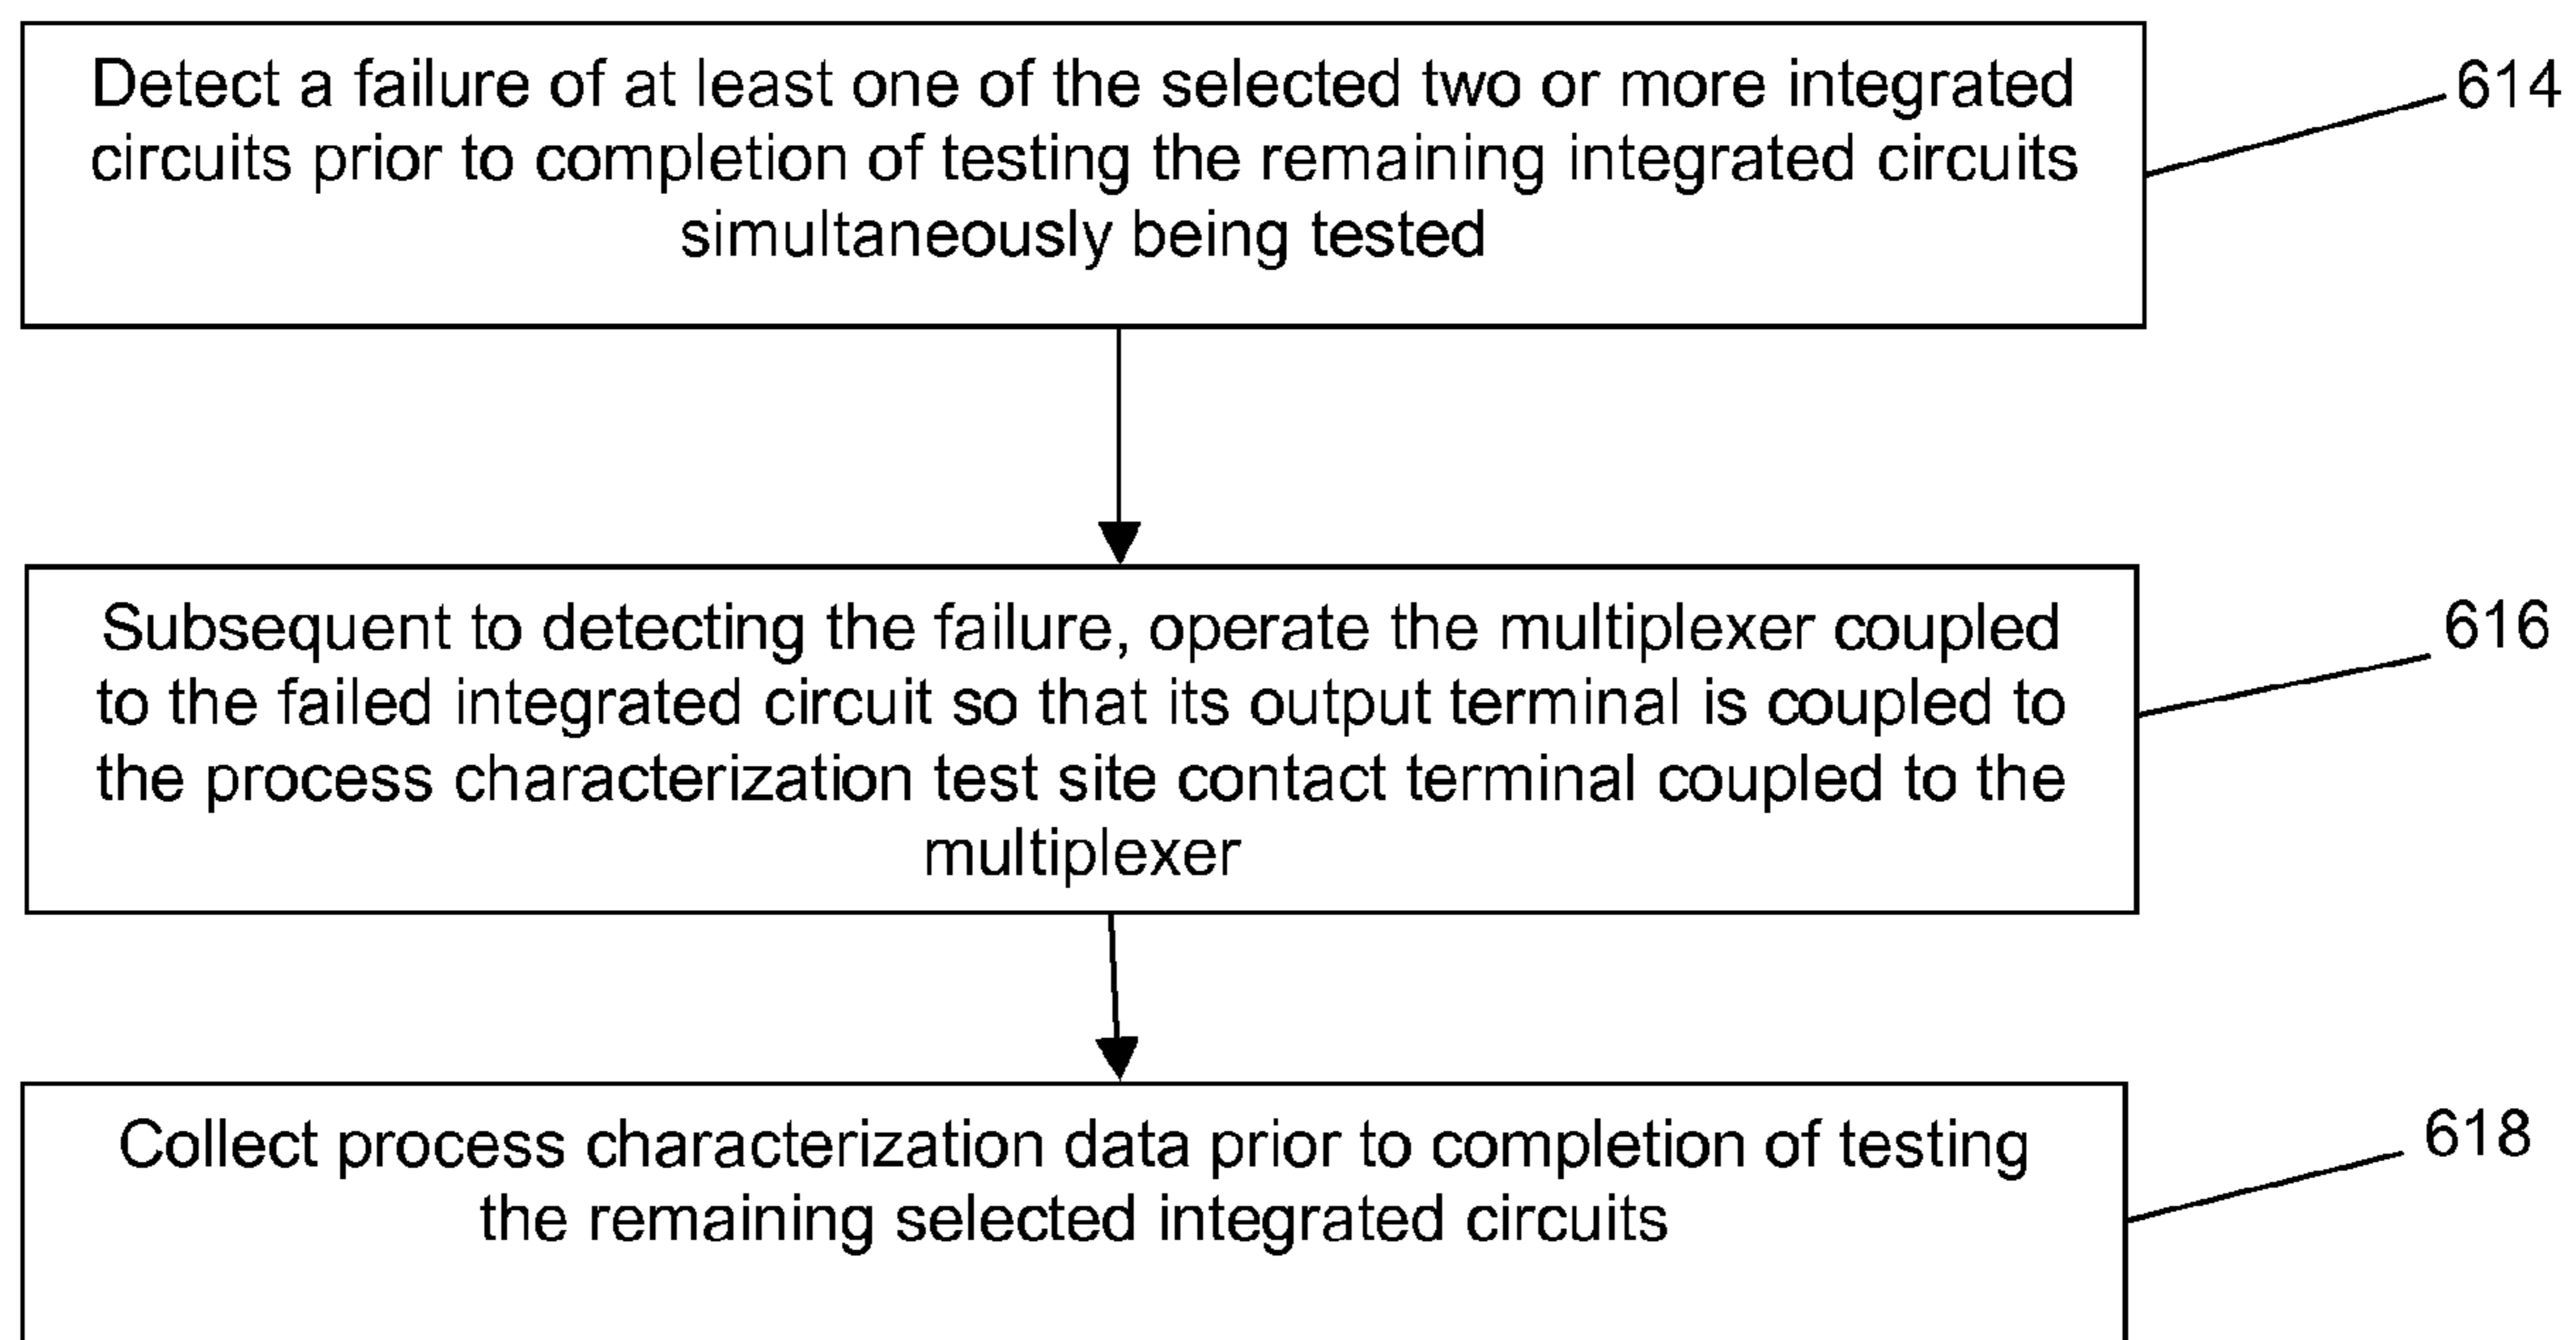 Detect a failure of at least one of the selected two or more integrated
circuits prior to completion of testing the remaining integrated circuits
simultaneously being tested
614
Subsequent to detecting the failure, operate the multiplexer coupled
to the failed integrated circuit so that its output terminal is coupled to
the process characterization test site contact terminal coupled to the
multiplexer
616
Collect process characterization data prior to completion of testing
the remaining selected integrated circuits
618